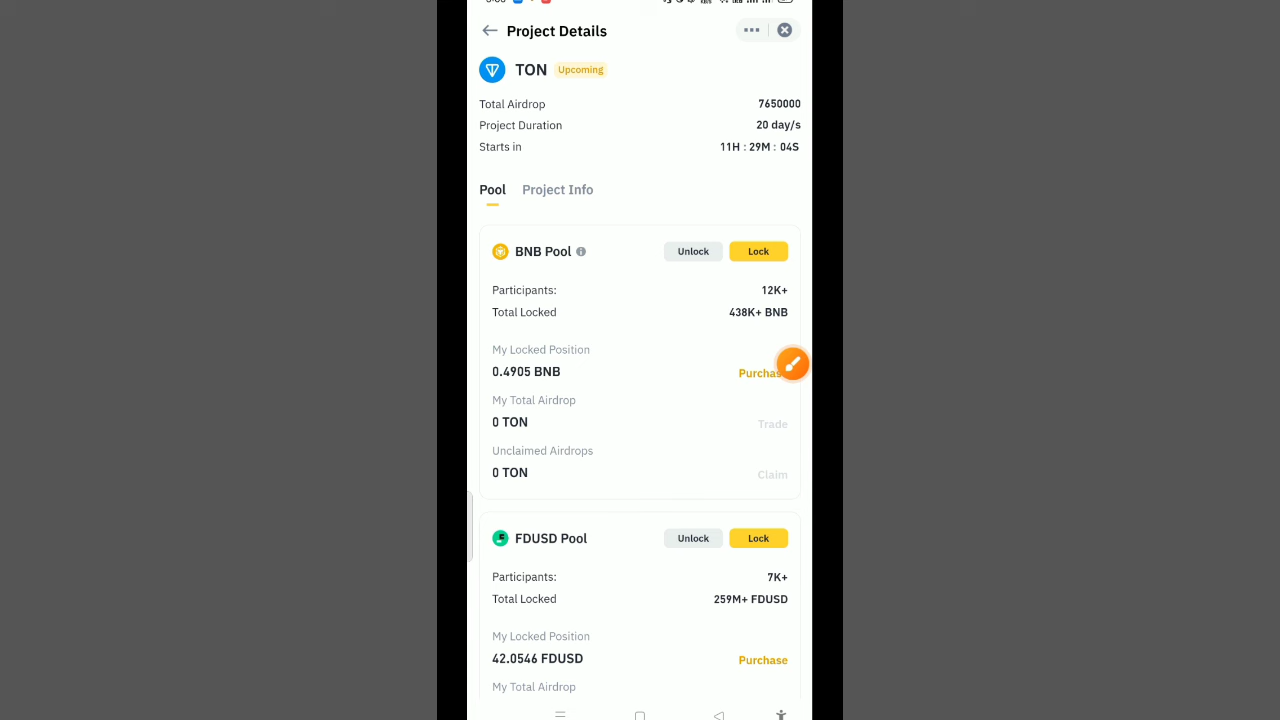 Project Details
TON Upcoming
Total Airdrop 7650000
Project Duration 20 day/s
Starts in 11H : 29M : 04S
Pool Project Info
BNB Pool Unlock Lock
Participants: 12K+
Total Locked 438K+ BNB
My Locked Position
0.4905 BNB Purchas
My Total Airdrop
0 TON Trade
Unclaimed Airdrops
0 TON Claim
FDUSD Pool Unlock Lock
Participants: 7K+
Total Locked 259M+ FDUSD
My Locked Position
42.0546 FDUSD Purchase
My Total Airdrop